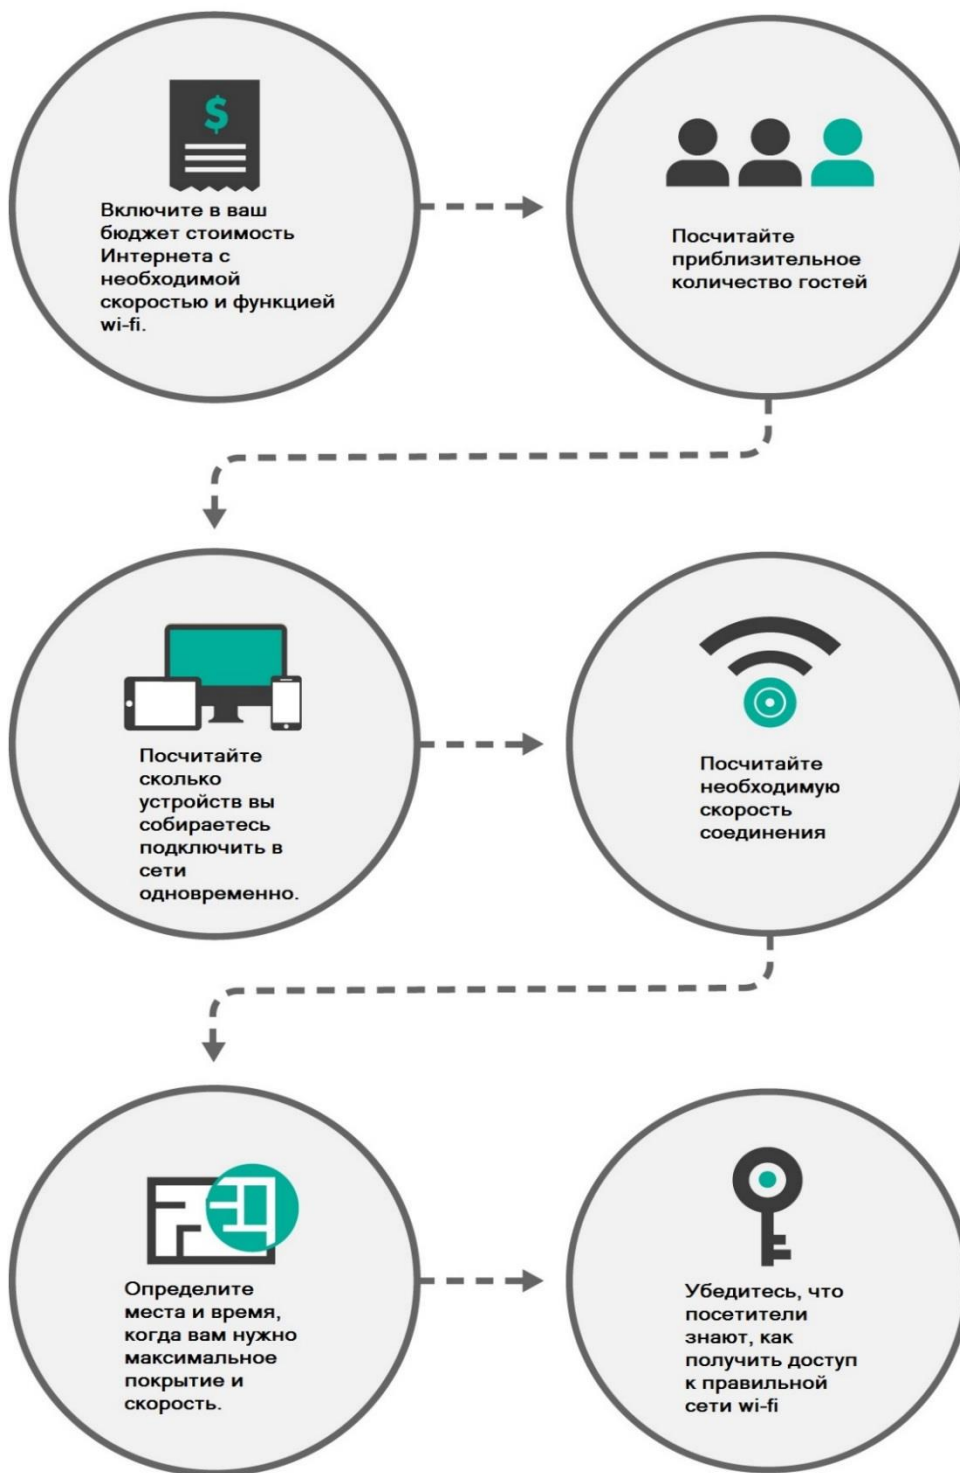 $
Включите в ваш
бюджет стоимость
Интернета с
необходимой
скоростью и функцией
wi-fi.
Посчитайте
приблизительное
количество гостей
Посчитайте
сколько
устройств вы
собираетесь
подключить в
сети
одновременно.
Посчитайте
необходимую
скорость
соединения
Определите
места и время,
когда вам нужно
максимальное
покрытие и
скорость.
Убедитесь, что
посетители
знают, как
получить доступ
к правильной
сети wi-fi